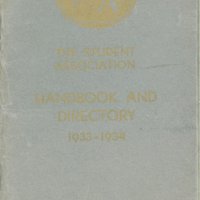 THE STUDENT
ASSOCIATION
HANDBOOK AND
DIRECTORY
1933-1934